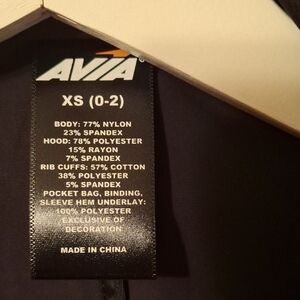 AVIA
XS (0-2)
BODY: 77% NYLON
23% SPANDEX
HOOD: 78% POLYESTER
15% RAYON
7% SPANDEX
RIB CUFFS: 57% COTTON
38% POLYESTER
5% SPANDEX
POCKET BAG, BINDING,
SLEEVE HEM UNDERLAY:
100% POLYESTER
EXCLUSIVE OF
DECORATION
MADE IN CHINA